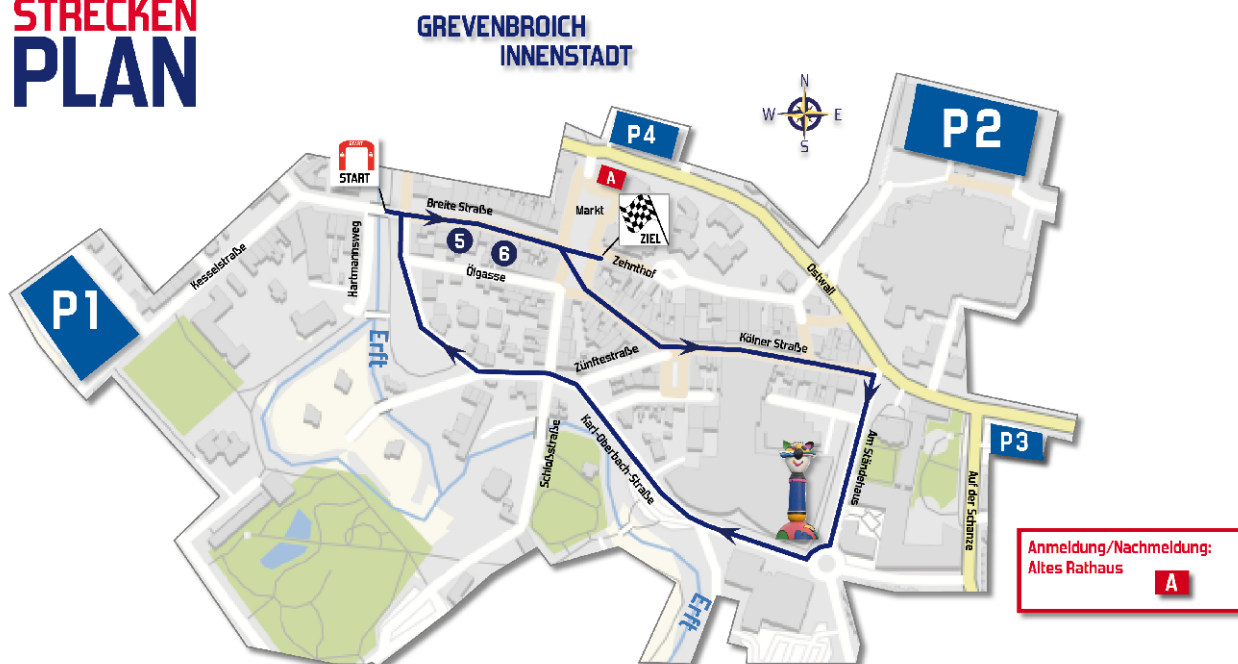 STRECKEN
PLAN
GREVENBROICH
INNENSTADT
N
W E
S
P4
P2
START
A
Breite Straße
Markt
ZIEL
5
6
Zehnthof
Kesselstraße
Hartmannsweg
Ölgasse
Ostwall
P1
Erft
Zünftestraße
Kölner Straße
Karl-Oberbach-Straße
Schloßstraße
Am Ständehaus
P3
Auf der Schanze
Erft
Anmeldung/Nachmeldung:
Altes Rathaus
A